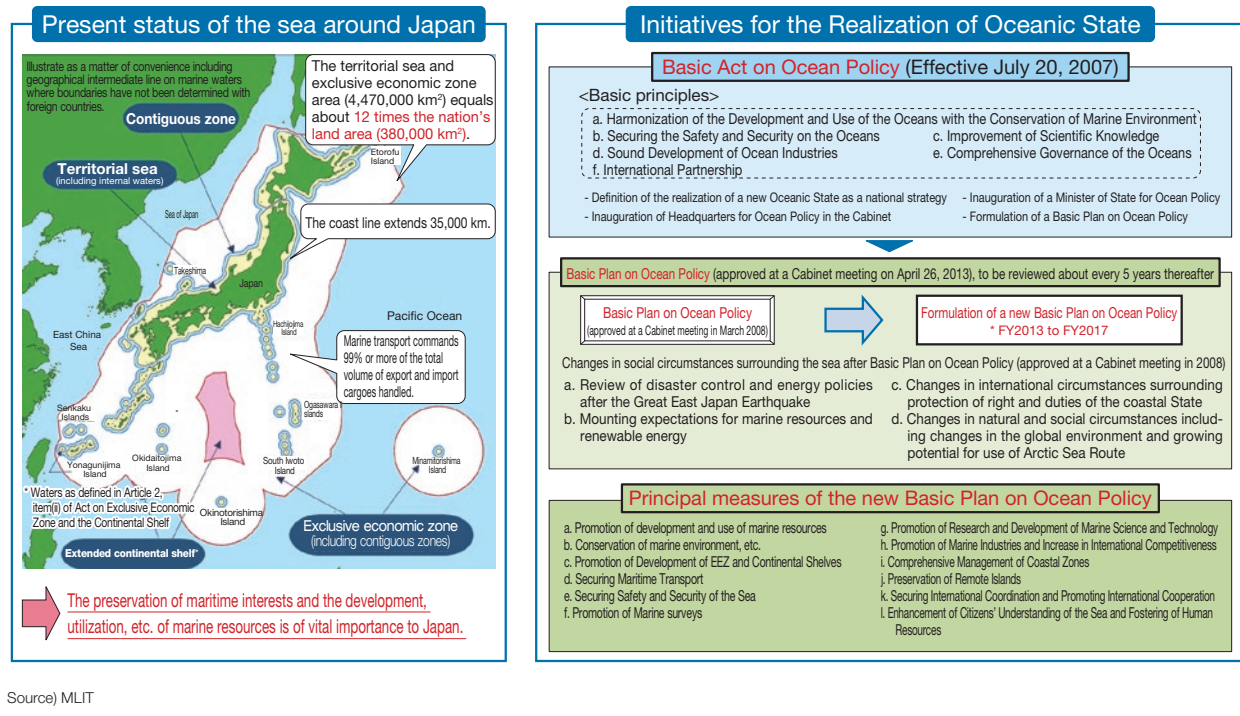 Present status of the sea around Japan
Illustrate as a matter of convenience including
geographical intermediate line on marine waters
where boundaries have not been determined with
foreign countries.
The territorial sea and
exclusive economic zone
area (4,470,000 km²) equals
about 12 times the nation's
land area (380,000 km²).
Contiguous zone
Etorofu
Island
Territorial sea
(including internal waters)
Sea of Japan
The coast line extends 35,000 km.
Takeshima
Japan
Pacific Ocean
Hachijojima
Island
East China
Sea
Marine transport commands
99% or more of the total
volume of export and import
cargoes handled.
Senkaku
Islands
Ogasawara
Islands
Yonagunijima
Island
Okidaitojima
Island
South Iwoto
Island
Minamitorishima
Island
* Waters as defined in Article 2,
item(ii) of Act on Exclusive Economic
Zone and the Continental Shelf
Okinotorishima
Island
Exclusive economic zone
(including contiguous zones)
Extended continental shelf*
The preservation of maritime interests and the development,
utilization, etc. of marine resources is of vital importance to Japan.
Initiatives for the Realization of Oceanic State
Basic Act on Ocean Policy (Effective July 20, 2007)
<Basic principles>
a. Harmonization of the Development and Use of the Oceans with the Conservation of Marine Environment
b. Securing the Safety and Security on the Oceans c. Improvement of Scientific Knowledge
d. Sound Development of Ocean Industries e. Comprehensive Governance of the Oceans
f. International Partnership
- Definition of the realization of a new Oceanic State as a national strategy - Inauguration of a Minister of State for Ocean Policy
- Inauguration of Headquarters for Ocean Policy in the Cabinet - Formulation of a Basic Plan on Ocean Policy
Basic Plan on Ocean Policy (approved at a Cabinet meeting on April 26, 2013), to be reviewed about every 5 years thereafter
Basic Plan on Ocean Policy
(approved at a Cabinet meeting in March 2008)
Formulation of a new Basic Plan on Ocean Policy
* FY2013 to FY2017
Changes in social circumstances surrounding the sea after Basic Plan on Ocean Policy (approved at a Cabinet meeting in 2008)
a. Review of disaster control and energy policies
after the Great East Japan Earthquake
b. Mounting expectations for marine resources and
renewable energy
c. Changes in international circumstances surrounding
protection of right and duties of the coastal State
d. Changes in natural and social circumstances includ-
ing changes in the global environment and growing
potential for use of Arctic Sea Route
Principal measures of the new Basic Plan on Ocean Policy
a. Promotion of development and use of marine resources
b. Conservation of marine environment, etc.
c. Promotion of Development of EEZ and Continental Shelves
d. Securing Maritime Transport
e. Securing Safety and Security of the Sea
f. Promotion of Marine surveys
g. Promotion of Research and Development of Marine Science and Technology
h. Promotion of Marine Industries and Increase in International Competitiveness
i. Comprehensive Management of Coastal Zones
j. Preservation of Remote Islands
k. Securing International Coordination and Promoting International Cooperation
l. Enhancement of Citizens' Understanding of the Sea and Fostering of Human
Resources
Source) MLIT